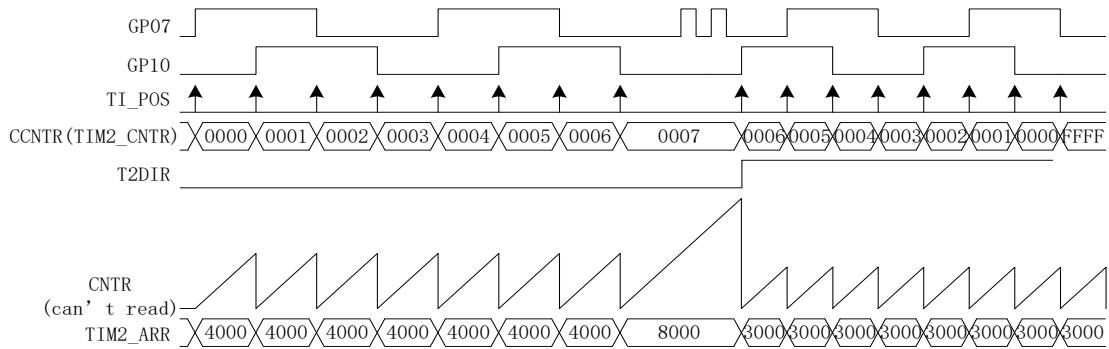 GP07
GP10
TI_POS
CCNTR(TIM2_CNTR) 0000 0001 0002 0003 0004 0005 0006 0007 0006 0005 0004 0003 0002 0001 0000 FFFF
T2DIR
CNTR
(can't read)
TIM2_ARR 4000 4000 4000 4000 4000 4000 4000 8000 3000 3000 3000 3000 3000 3000 3000 3000